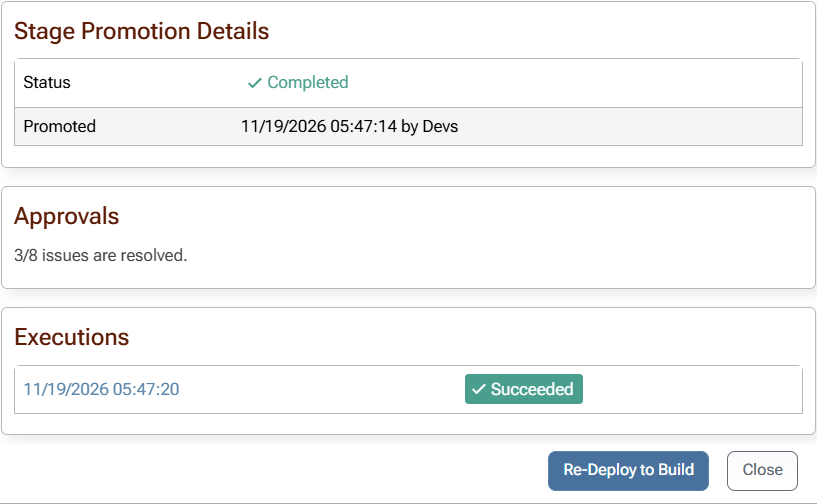 Stage Promotion Details
Status ✓ Completed
Promoted 11/19/2026 05:47:14 by Devs
Approvals
3/8 issues are resolved.
Executions
11/19/2026 05:47:20 ✓ Succeeded
Re-Deploy to Build Close